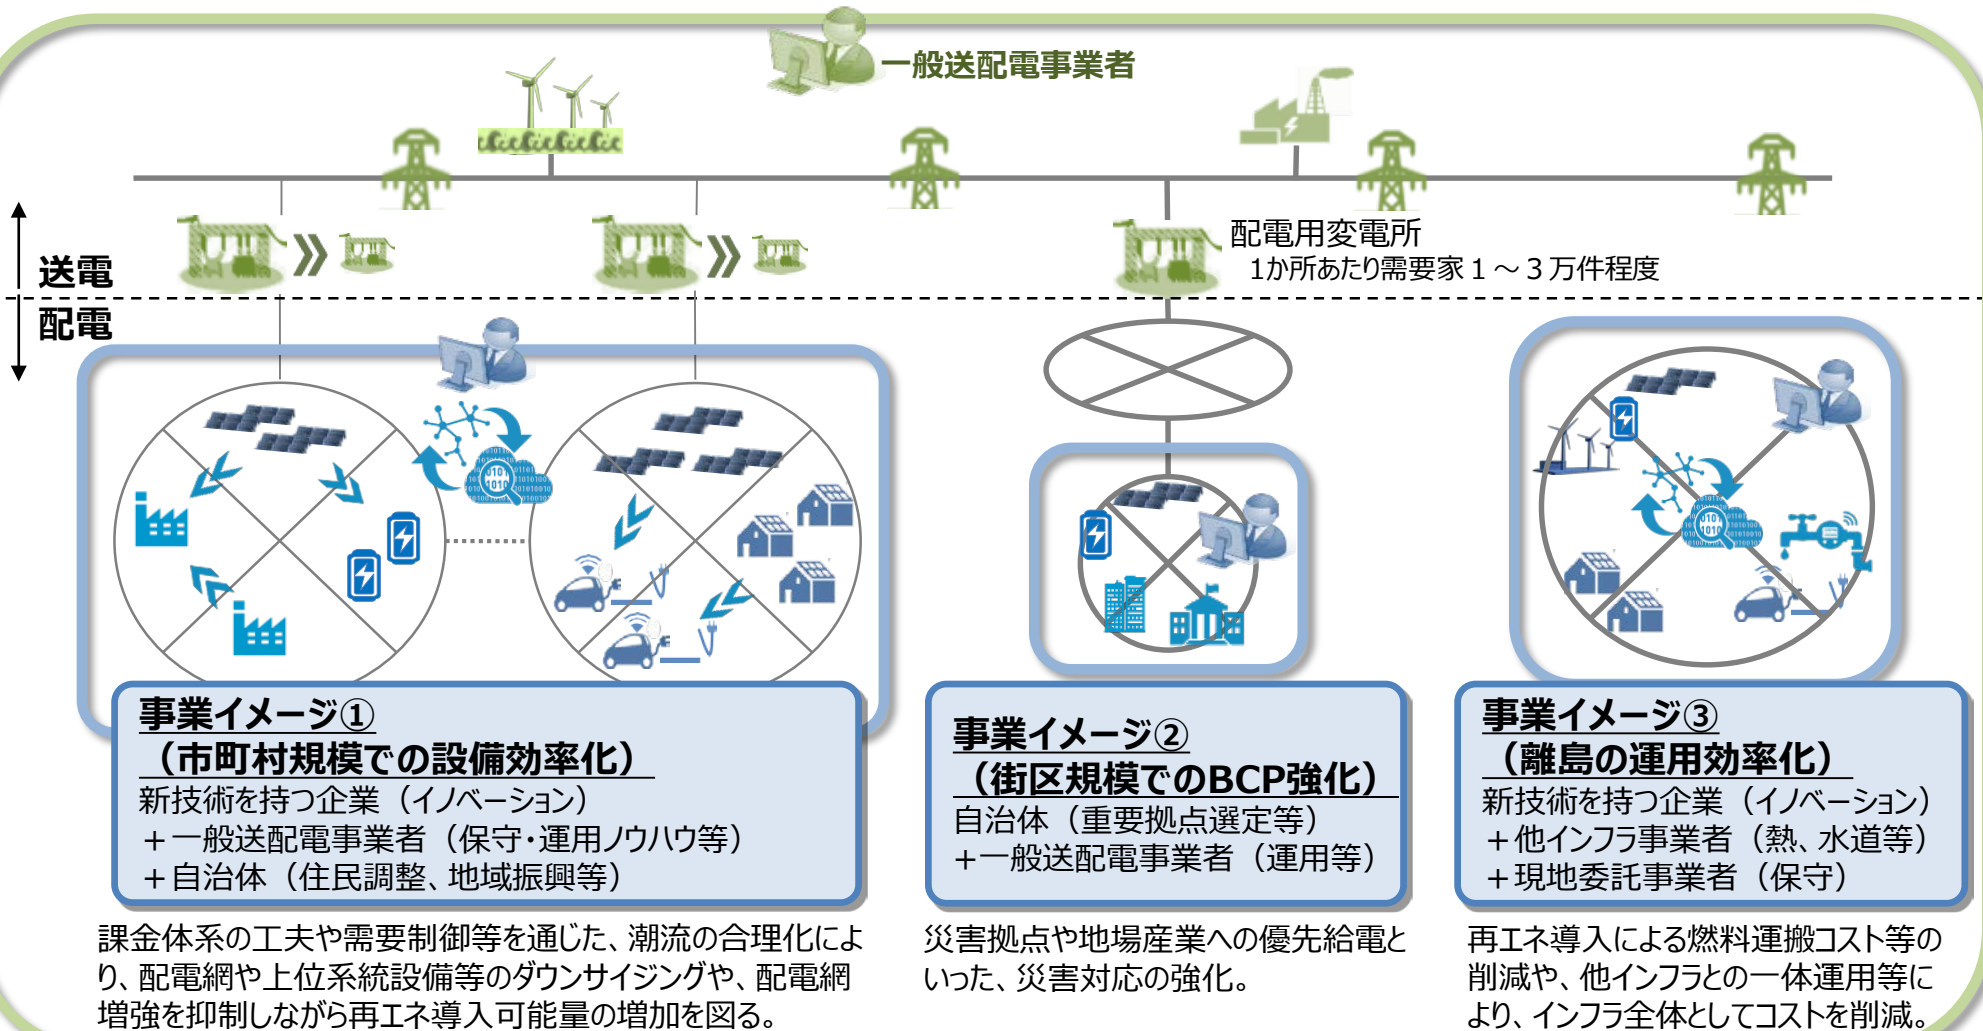 一般送配電事業者
配電用変電所
1か所あたり需要家１～３万件程度
送電
配電
事業イメージ①
（市町村規模での設備効率化）
新技術を持つ企業（イノベーション）
＋一般送配電事業者（保守・運用ノウハウ等）
＋自治体（住民調整、地域振興等）
課金体系の工夫や需要制御等を通じた、潮流の合理化によ
り、配電網や上位系統設備等のダウンサイジングや、配電網
増強を抑制しながら再エネ導入可能量の増加を図る。
事業イメージ②
（街区規模でのBCP強化）
自治体（重要拠点選定等）
+一般送配電事業者（運用等）
災害拠点や地場産業への優先給電と
いった、災害対応の強化。
事業イメージ③
（離島の運用効率化）
新技術を持つ企業（イノベーション）
＋他インフラ事業者（熱、水道等）
＋現地委託事業者（保守）
再エネ導入による燃料運搬コスト等の
削減や、他インフラとの一体運用等に
より、インフラ全体としてコストを削減。